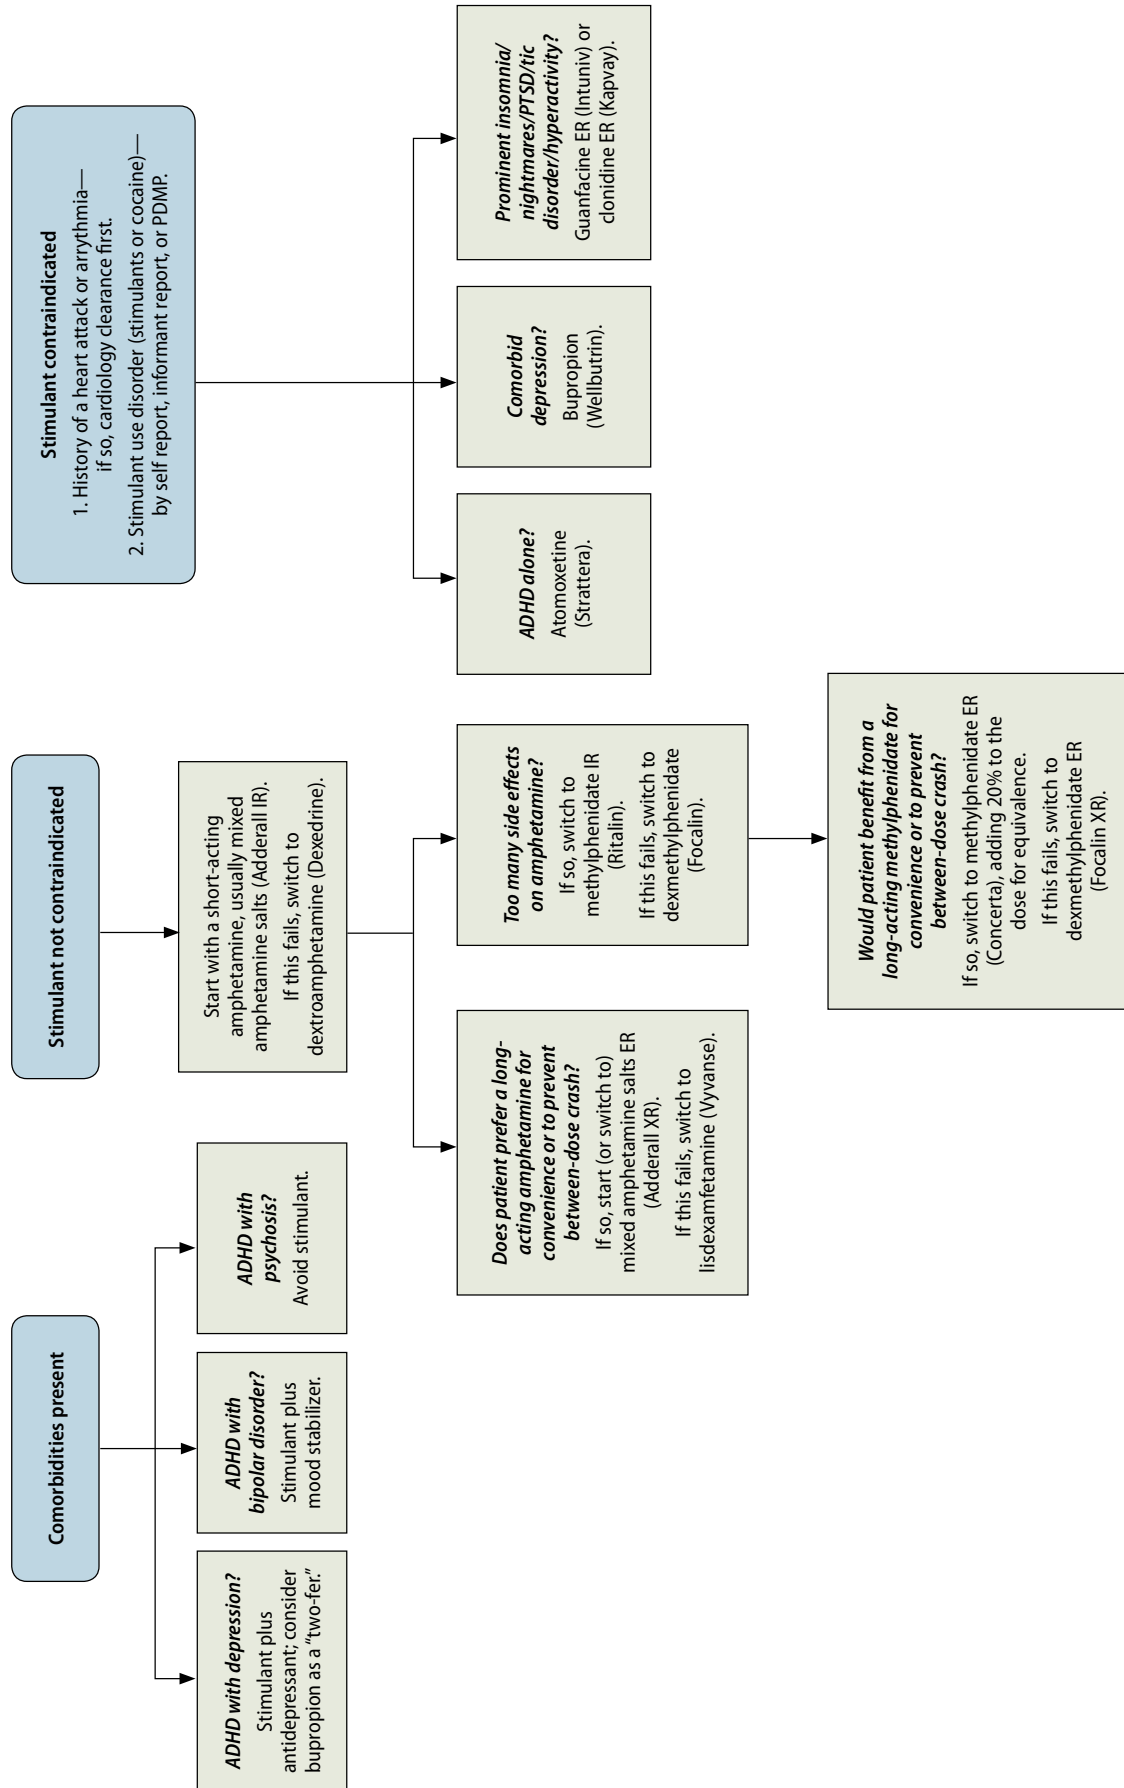 Comorbidities present
ADHD with depression?
Stimulant plus
antidepressant; consider
bupropion as a “two-fer.”
ADHD with
bipolar disorder?
Stimulant plus
mood stabilizer.
ADHD with
psychosis?
Avoid stimulant.
Stimulant not contraindicated
Start with a short-acting
amphetamine, usually mixed
amphetamine salts (Adderall IR).
If this fails, switch to
dextroamphetamine (Dexedrine).
Does patient prefer a long-
acting amphetamine for
convenience or to prevent
between-dose crash?
If so, start (or switch to)
mixed amphetamine salts ER
(Adderall XR).
If this fails, switch to
lisdexamfetamine (Vyvanse).
Too many side effects
on amphetamine?
If so, switch to
methylphenidate IR
(Ritalin).
If this fails, switch to
dexmethylphenidate
(Focalin).
Would patient benefit from a
long-acting methylphenidate for
convenience or to prevent
between-dose crash?
If so, switch to methylphenidate ER
(Concerta), adding 20% to the
dose for equivalence.
If this fails, switch to
dexmethylphenidate ER
(Focalin XR).
Stimulant contraindicated
1. History of a heart attack or arrythmia—
if so, cardiology clearance first.
2. Stimulant use disorder (stimulants or cocaine)—
by self report, informant report, or PDMP.
ADHD alone?
Atomoxetine
(Strattera).
Comorbid
depression?
Bupropion
(Wellbutrin).
Prominent insomnia/
nightmares/PTSD/tic
disorder/hyperactivity?
Guanfacine ER (Intuniv) or
clonidine ER (Kapvay).